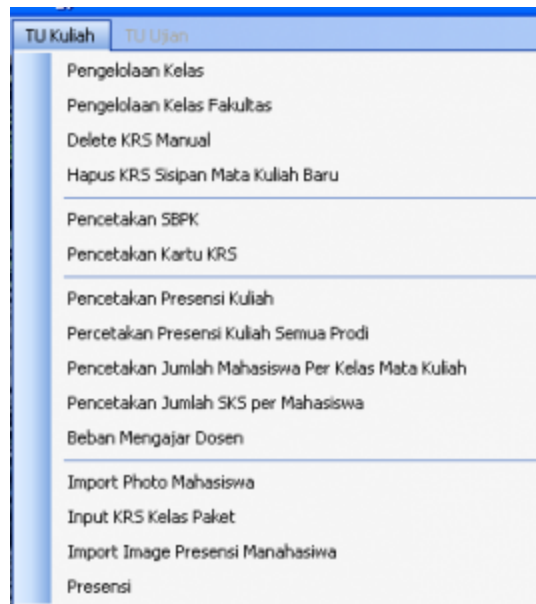 TU Kuliah TU Ujian
Pengelolaan Kelas
Pengelolaan Kelas Fakultas
Delete KRS Manual
Hapus KRS Sisipan Mata Kuliah Baru
Pencetakan SBPK
Pencetakan Kartu KRS
Pencetakan Presensi Kuliah
Percetakan Presensi Kuliah Semua Prodi
Pencetakan Jumlah Mahasiswa Per Kelas Mata Kuliah
Pencetakan Jumlah SKS per Mahasiswa
Beban Mengajar Dosen
Import Photo Mahasiswa
Input KRS Kelas Paket
Import Image Presensi Manahasiwa
Presensi